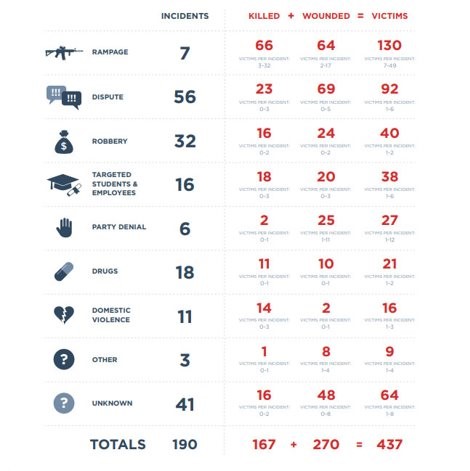 INCIDENTS KILLED + WOUNDED = VICTIMS
RAMPAGE 7 66 64 130
VICTIMS PER INCIDENT: VICTIMS PER INCIDENT: VICTIMS PER INCIDENT:
3-32 2-17 7-49
!!! !!! DISPUTE 56 23 69 92
VICTIMS PER INCIDENT: VICTIMS PER INCIDENT: VICTIMS PER INCIDENT:
0-3 0-5 1-6
$ ROBBERY 32 16 24 40
VICTIMS PER INCIDENT: VICTIMS PER INCIDENT: VICTIMS PER INCIDENT:
0-2 0-2 1-2
TARGETED
STUDENTS &
EMPLOYEES 16 18 20 38
VICTIMS PER INCIDENT: VICTIMS PER INCIDENT: VICTIMS PER INCIDENT:
0-3 0-3 1-6
PARTY DENIAL 6 2 25 27
VICTIMS PER INCIDENT: VICTIMS PER INCIDENT: VICTIMS PER INCIDENT:
0-1 1-11 1-12
DRUGS 18 11 10 21
VICTIMS PER INCIDENT: VICTIMS PER INCIDENT: VICTIMS PER INCIDENT:
0-1 0-1 1-2
DOMESTIC
VIOLENCE 11 14 2 16
VICTIMS PER INCIDENT: VICTIMS PER INCIDENT: VICTIMS PER INCIDENT:
0-3 0-1 1-3
? OTHER 3 1 8 9
VICTIMS PER INCIDENT: VICTIMS PER INCIDENT: VICTIMS PER INCIDENT:
0-1 1-4 1-4
? UNKNOWN 41 16 48 64
VICTIMS PER INCIDENT: VICTIMS PER INCIDENT: VICTIMS PER INCIDENT:
0-2 0-8 1-8
TOTALS 190 167 + 270 = 437